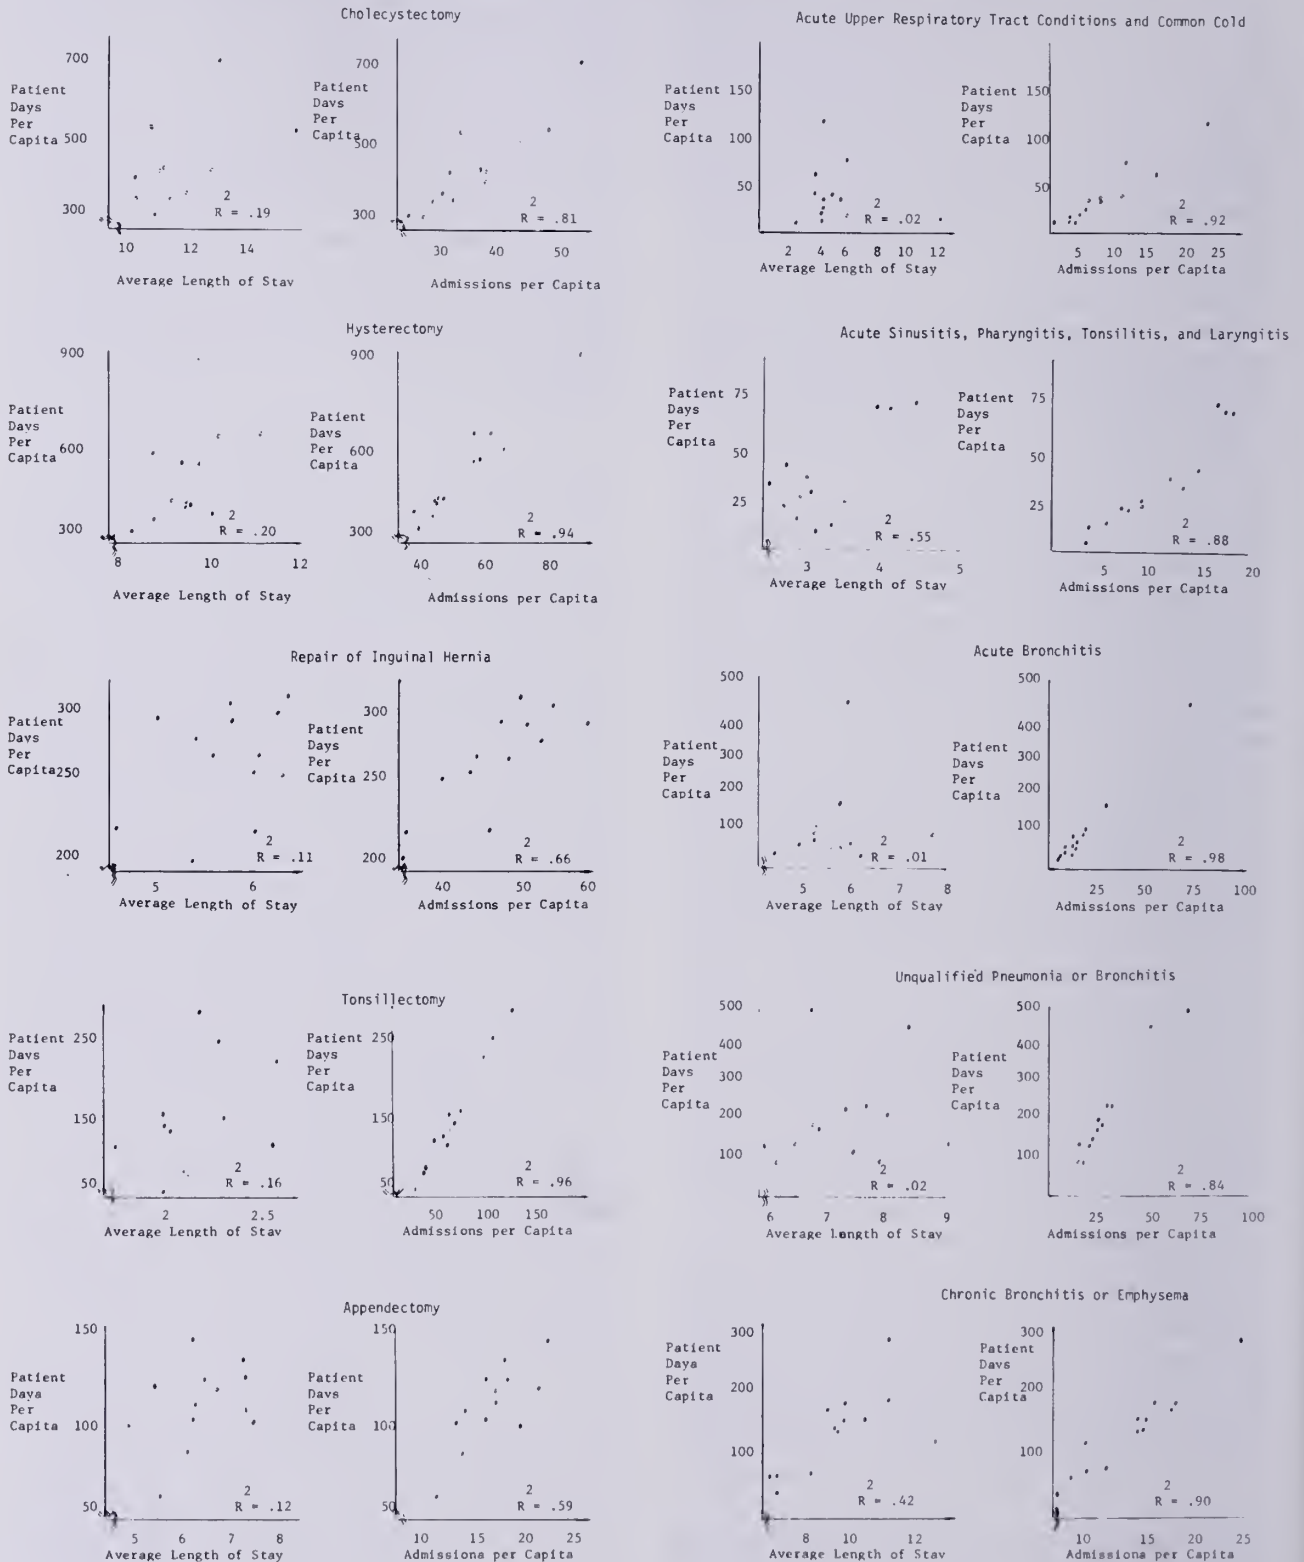 Cholecystectomy
700
Patient
Days
Per
Capita 500
300
10 12 14
2
R = .19
Average Length of Stay
700
Patient
Days
Per
Capita
500
300
30 40 50
2
R = .81
Admissions per Capita
Acute Upper Respiratory Tract Conditions and Common Cold
Patient 150
Days
Per
Capita
100
50
2
R = .02
2 4 6 8 10 12
Average Length of Stay
Patient 150
Days
Per
Capita
100
50
2
R = .92
5 10 15 20 25
Admissions per Capita
Hysterectomy
900
Patient
Days
Per
Capita 600
300
2
R = .20
8 10 12
Average Length of Stay
900
Patient
Days
Per 600
Capita
300
2
R = .94
40 60 80
Admissions per Capita
Acute Sinusitis, Pharyngitis, Tonsilitis, and Laryngitis
Patient 75
Days
Per
Capita
50
25
2
R = .55
3 4 5
Average Length of Stay
Patient 75
Days
Per
Capita
50
25
2
R = .88
5 10 15 20
Admissions per Capita
Repair of Inguinal Hernia
300
Patient
Days
Per
Capita 250
200
2
R = .11
5 6
Average Length of Stay
300
Patient
Days
Per
Capita 250
200
2
R = .66
40 50 60
Admissions per Capita
Acute Bronchitis
500
400
Patient
Days 300
Per
Capita 200
100
2
R = .01
5 6 7 8
Average Length of Stay
500
400
Patient
Days 300
Per
Capita 200
100
2
R = .98
25 50 75 100
Admissions per Capita
Tonsillectomy
Patient 250
Days
Per
Capita
150
50
2
R = .16
2 2.5
Average Length of Stay
Patient 250
Days
Per
Capita
150
50
2
R = .96
50 100 150
Admissions per Capita
Unqualified Pneumonia or Bronchitis
500
400
Patient
Days 300
Per
Capita 200
100
2
R = .02
6 7 8 9
Average Length of Stay
500
400
Patient
Days 300
Per
Capita 200
100
2
R = .84
25 50 75 100
Admissions per Capita
Appendectomy
150
Patient
Daya
Per
Capita 100
50
2
R = .12
5 6 7 8
Average Length of Stay
150
Patient
Days
Per
Capita 100
50
2
R = .59
10 15 20 25
Admissions per Capita
Chronic Bronchitis or Emphysema
300
Patient
Daya
Per 200
Capita
100
2
R = .42
8 10 12
Average Length of Stay
300
Patient
Days
Per
Capita 200
100
2
R = .90
10 15 20 25
Admissiona per Capita